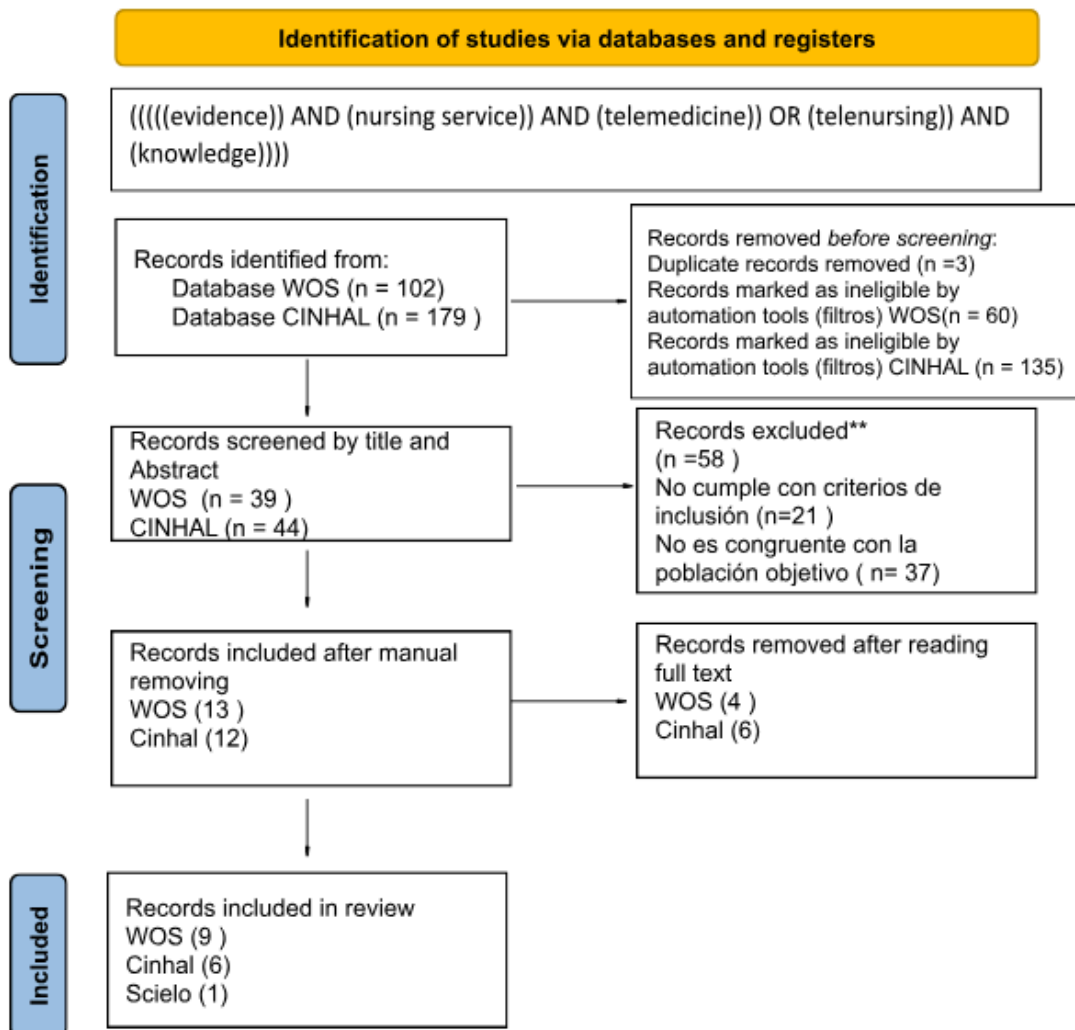 Identification of studies via databases and registers
Identification
(((((evidence)) AND (nursing service)) AND (telemedicine)) OR (telenursing)) AND
(knowledge))))
Records identified from:
Database WOS (n = 102)
Database CINHAL (n = 179 )
Records removed before screening:
Duplicate records removed (n =3)
Records marked as ineligible by
automation tools (filtros) WOS(n = 60)
Records marked as ineligible by
automation tools (filtros) CINHAL (n = 135)
Screening
Records screened by title and
Abstract
WOS (n = 39 )
CINHAL (n = 44)
Records excluded**
(n =58 )
No cumple con criterios de
inclusión (n=21 )
No es congruente con la
población objetivo ( n= 37)
Records included after manual
removing
WOS (13 )
Cinhal (12)
Records removed after reading
full text
WOS (4 )
Cinhal (6)
Included
Records included in review
WOS (9 )
Cinhal (6)
Scielo (1)